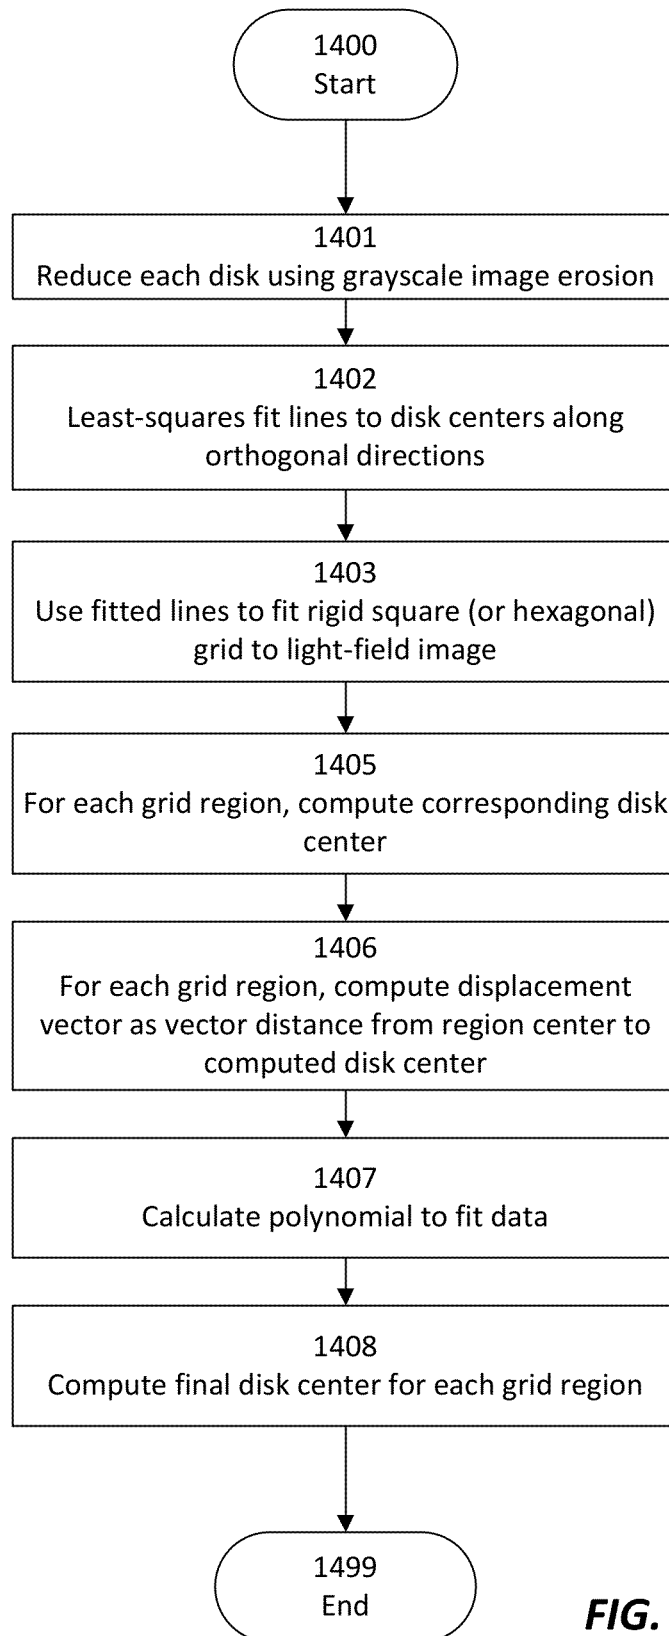 1400
Start
1401
Reduce each disk using grayscale image erosion
1402
Least-squares fit lines to disk centers along
orthogonal directions
1403
Use fitted lines to fit rigid square (or hexagonal)
grid to light-field image
1405
For each grid region, compute corresponding disk
center
1406
For each grid region, compute displacement
vector as vector distance from region center to
computed disk center
1407
Calculate polynomial to fit data
1408
Compute final disk center for each grid region
1499
End
FIG.